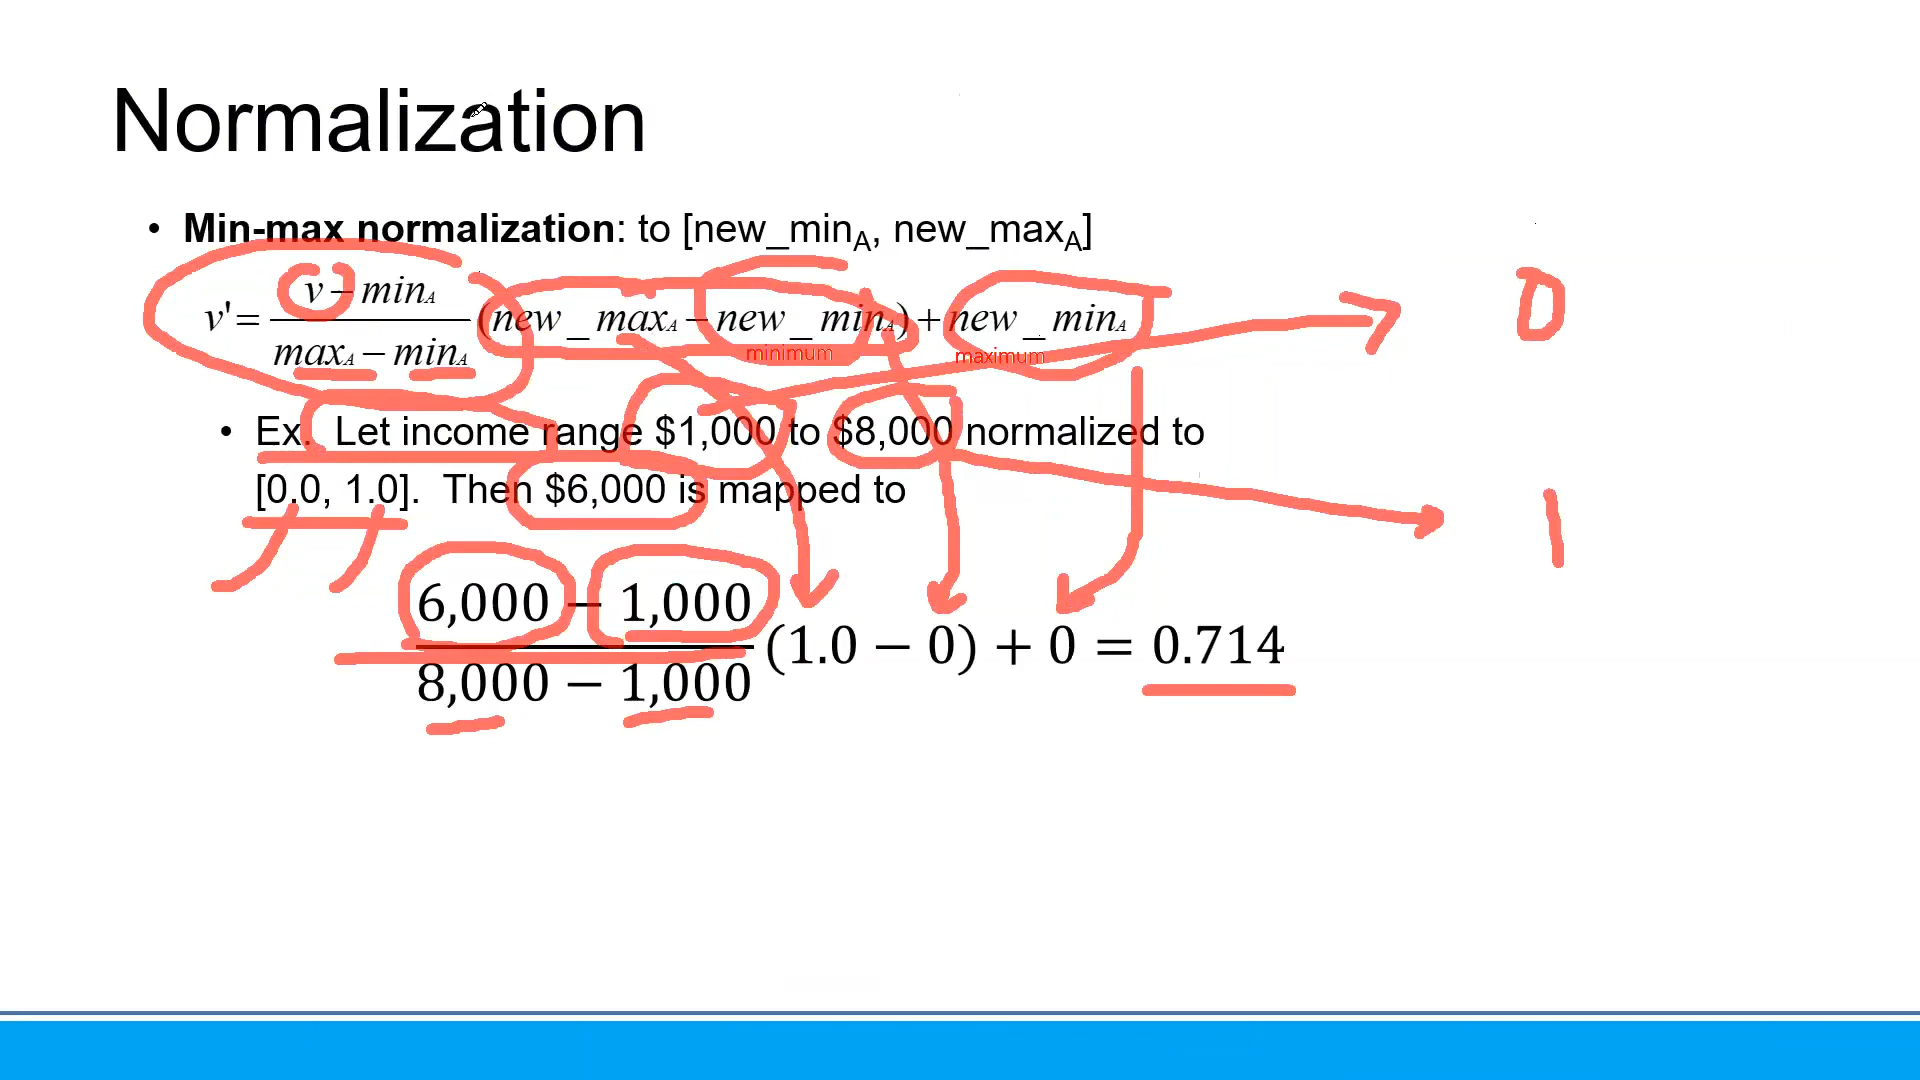 Normalization
• Min-max normalization: to [new_minA, new_maxA]
v' = v – minA / maxA – minA (new_maxA – new_minA) + new_minA
minimum maximum
• Ex. Let income range $1,000 to $8,000 normalized to
[0.0, 1.0]. Then $6,000 is mapped to
6,000 − 1,000 / 8,000 − 1,000 (1.0 − 0) + 0 = 0.714
0
1